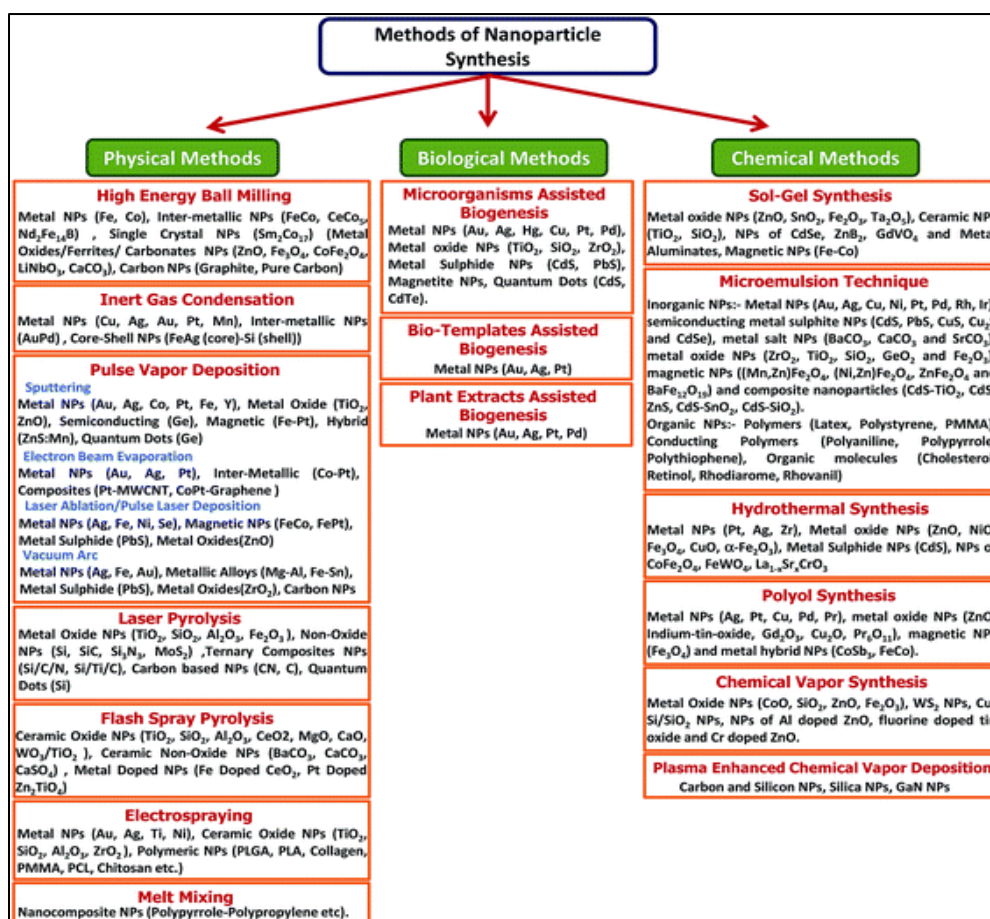 Methods of Nanoparticle
Synthesis
Physical Methods
High Energy Ball Milling
Metal NPs (Fe, Co), Inter-metallic NPs (FeCo, CeCo₅,
Nd₂Fe₁₄B) , Single Crystal NPs (Sm₂Co₁₇) (Metal
Oxides/Ferrites/ Carbonates NPs (ZnO, Fe₃O₄, CoFe₂O₄,
LiNbO₃, CaCO₃), Carbon NPs (Graphite, Pure Carbon)
Inert Gas Condensation
Metal NPs (Cu, Ag, Au, Pt, Mn), Inter-metallic NPs
(AuPd) , Core-Shell NPs (FeAg (core)-Si (shell))
Pulse Vapor Deposition
Sputtering
Metal NPs (Au, Ag, Co, Pt, Fe, Y), Metal Oxide (TiO₂,
ZnO), Semiconducting (Ge), Magnetic (Fe-Pt), Hybrid
(ZnS:Mn), Quantum Dots (Ge)
Electron Beam Evaporation
Metal NPs (Au, Ag, Pt), Inter-Metallic (Co-Pt),
Composites (Pt-MWCNT, CoPt-Graphene )
Laser Ablation/Pulse Laser Deposition
Metal NPs (Ag, Fe, Ni, Se), Magnetic NPs (FeCo, FePt),
Metal Sulphide (PbS), Metal Oxides(ZnO)
Vacuum Arc
Metal NPs (Ag, Fe, Au), Metallic Alloys (Mg-Al, Fe-Sn),
Metal Sulphide (PbS), Metal Oxides(ZrO₂), Carbon NPs
Laser Pyrolysis
Metal Oxide NPs (TiO₂, SiO₂, Al₂O₃, Fe₂O₃ ), Non-Oxide
NPs (Si, SiC, Si₃N₃, MoS₂) ,Ternary Composites NPs
(Si/C/N, Si/Ti/C), Carbon based NPs (CN, C), Quantum
Dots (Si)
Flash Spray Pyrolysis
Ceramic Oxide NPs (TiO₂, SiO₂, Al₂O₃, CeO2, MgO, CaO,
WO₃/TiO₂ ), Ceramic Non-Oxide NPs (BaCO₃, CaCO₃,
CaSO₄) , Metal Doped NPs (Fe Doped CeO₂, Pt Doped
Zn₂TiO₄)
Electrospraying
Metal NPs (Au, Ag, Ti, Ni), Ceramic Oxide NPs (TiO₂,
SiO₂, Al₂O₃, ZrO₂ ), Polymeric NPs (PLGA, PLA, Collagen,
PMMA, PCL, Chitosan etc.)
Melt Mixing
Nanocomposite NPs (Polypyrrole-Polypropylene etc).
Biological Methods
Microorganisms Assisted
Biogenesis
Metal NPs (Au, Ag, Hg, Cu, Pt, Pd),
Metal oxide NPs (TiO₂, SiO₂, ZrO₂),
Metal Sulphide NPs (CdS, PbS),
Magnetite NPs, Quantum Dots (CdS,
CdTe).
Bio-Templates Assisted
Biogenesis
Metal NPs (Au, Ag, Pt)
Plant Extracts Assisted
Biogenesis
Metal NPs (Au, Ag, Pt, Pd)
Chemical Methods
Sol-Gel Synthesis
Metal oxide NPs (ZnO, SnO₂, Fe₂O₃, Ta₂O₅), Ceramic NP
(TiO₂, SiO₂), NPs of CdSe, ZnB₂, GdVO₄ and Meta
Aluminates, Magnetic NPs (Fe-Co)
Microemulsion Technique
Inorganic NPs:- Metal NPs (Au, Ag, Cu, Ni, Pt, Pd, Rh, Ir)
semiconducting metal sulphite NPs (CdS, PbS, CuS, Cu₂
and CdSe), metal salt NPs (BaCO₃, CaCO₃ and SrCO₃)
metal oxide NPs (ZrO₂, TiO₂, SiO₂, GeO₂ and Fe₂O₃)
magnetic NPs ((Mn,Zn)Fe₂O₄, (Ni,Zn)Fe₂O₄, ZnFe₂O₄ and
BaFe₁₂O₁₉) and composite nanoparticles (CdS-TiO₂, CdS
ZnS, CdS-SnO₂, CdS-SiO₂).
Organic NPs:- Polymers (Latex, Polystyrene, PMMA)
Conducting Polymers (Polyaniline, Polypyrrole
Polythiophene), Organic molecules (Cholestero
Retinol, Rhodiarome, Rhovanil)
Hydrothermal Synthesis
Metal NPs (Pt, Ag, Zr), Metal oxide NPs (ZnO, NiO
Fe₃O₄, CuO, α-Fe₂O₃), Metal Sulphide NPs (CdS), NPs o
CoFe₂O₄, FeWO₄, La₁₋ₓSrₓCrO₃
Polyol Synthesis
Metal NPs (Ag, Pt, Cu, Pd, Pr), metal oxide NPs (ZnO
Indium-tin-oxide, Gd₂O₃, Cu₂O, Pr₆O₁₁), magnetic NP
(Fe₃O₄) and metal hybrid NPs (CoSb₃, FeCo).
Chemical Vapor Synthesis
Metal Oxide NPs (CoO, SiO₂, ZnO, Fe₂O₃), WS₂ NPs, Cu
Si/SiO₂ NPs, NPs of Al doped ZnO, fluorine doped ti
oxide and Cr doped ZnO.
Plasma Enhanced Chemical Vapor Deposition
Carbon and Silicon NPs, Silica NPs, GaN NPs